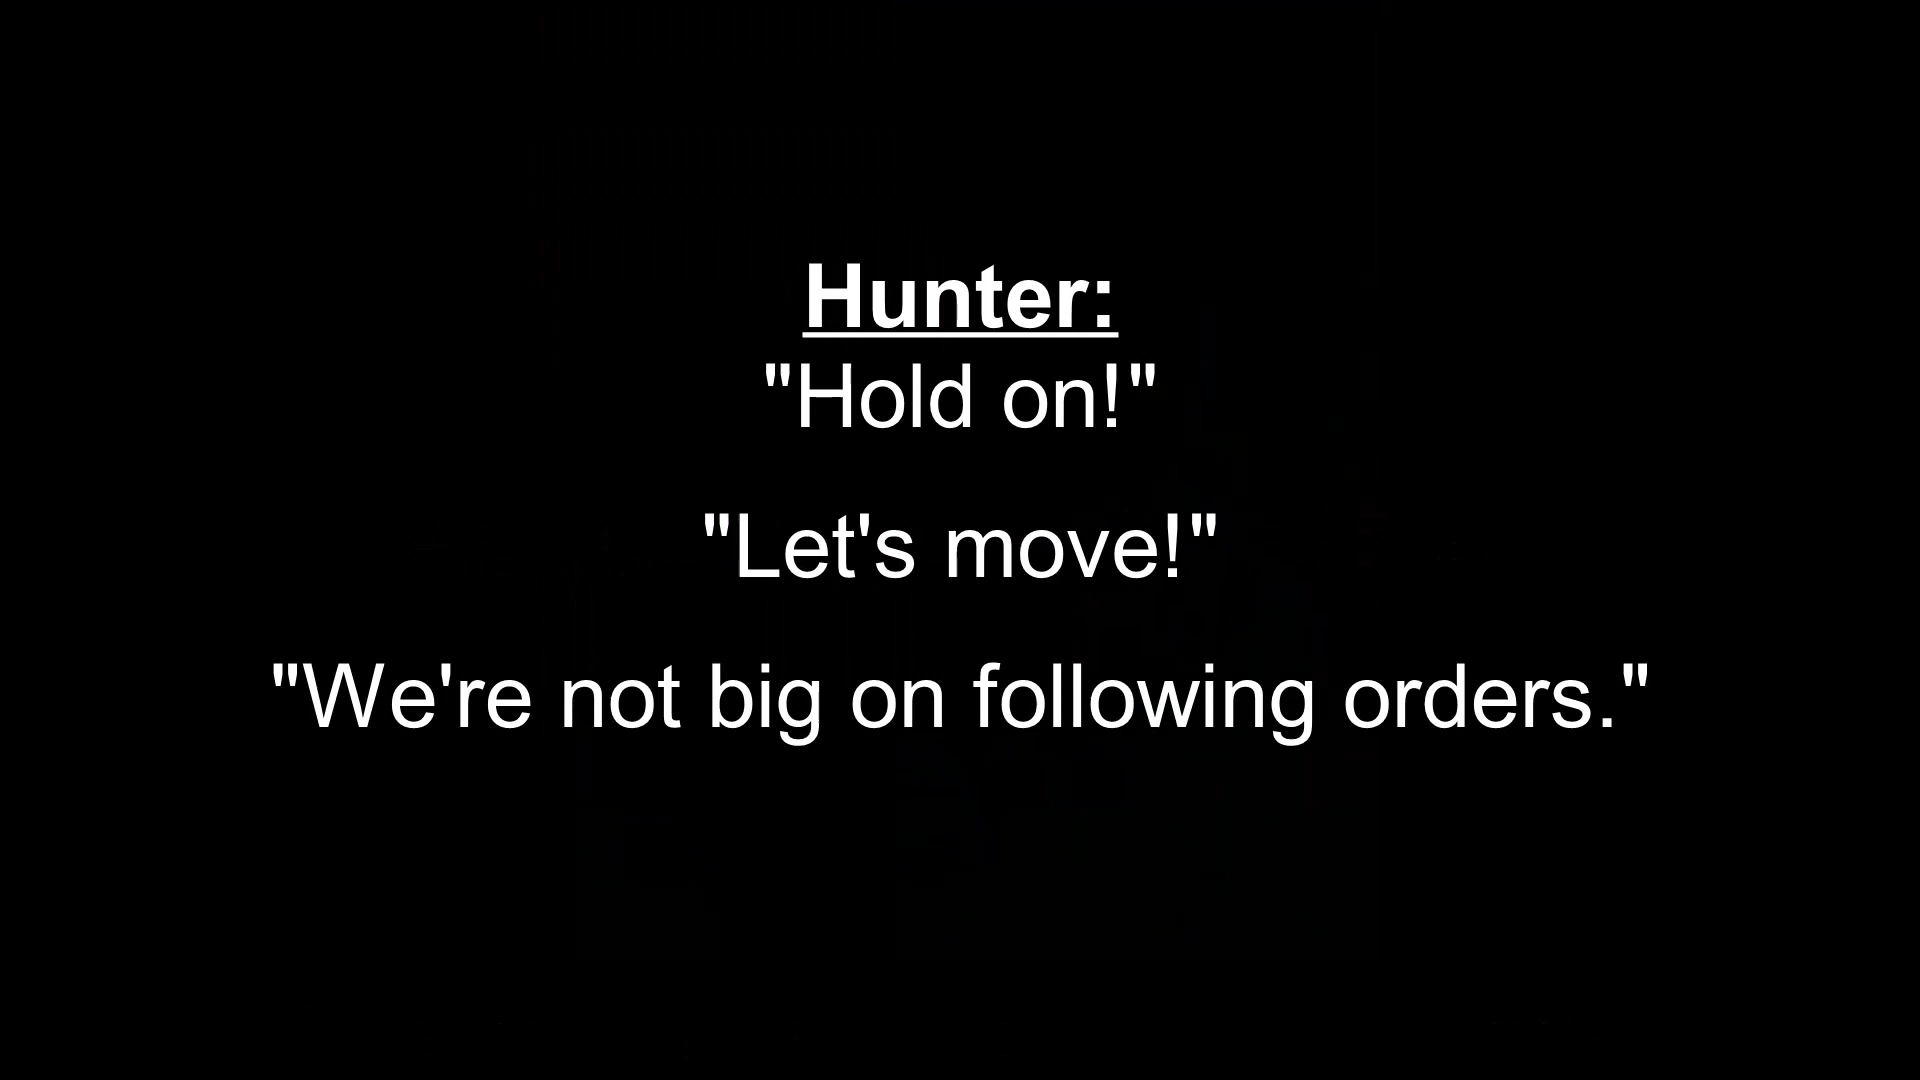 Hunter:
"Hold on!"
"Let's move!"
"We're not big on following orders."